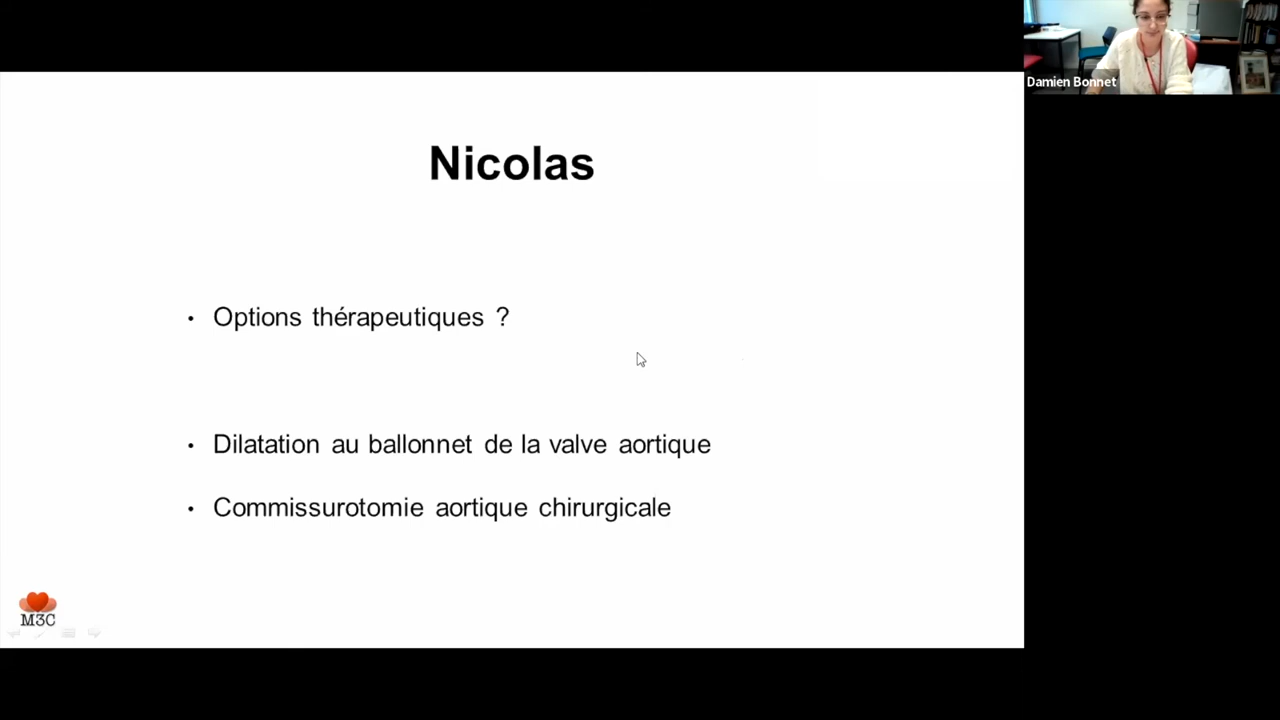 Damien Bonnet
Nicolas
• Options thérapeutiques ?
• Dilatation au ballonnet de la valve aortique
• Commissurotomie aortique chirurgicale
M3C